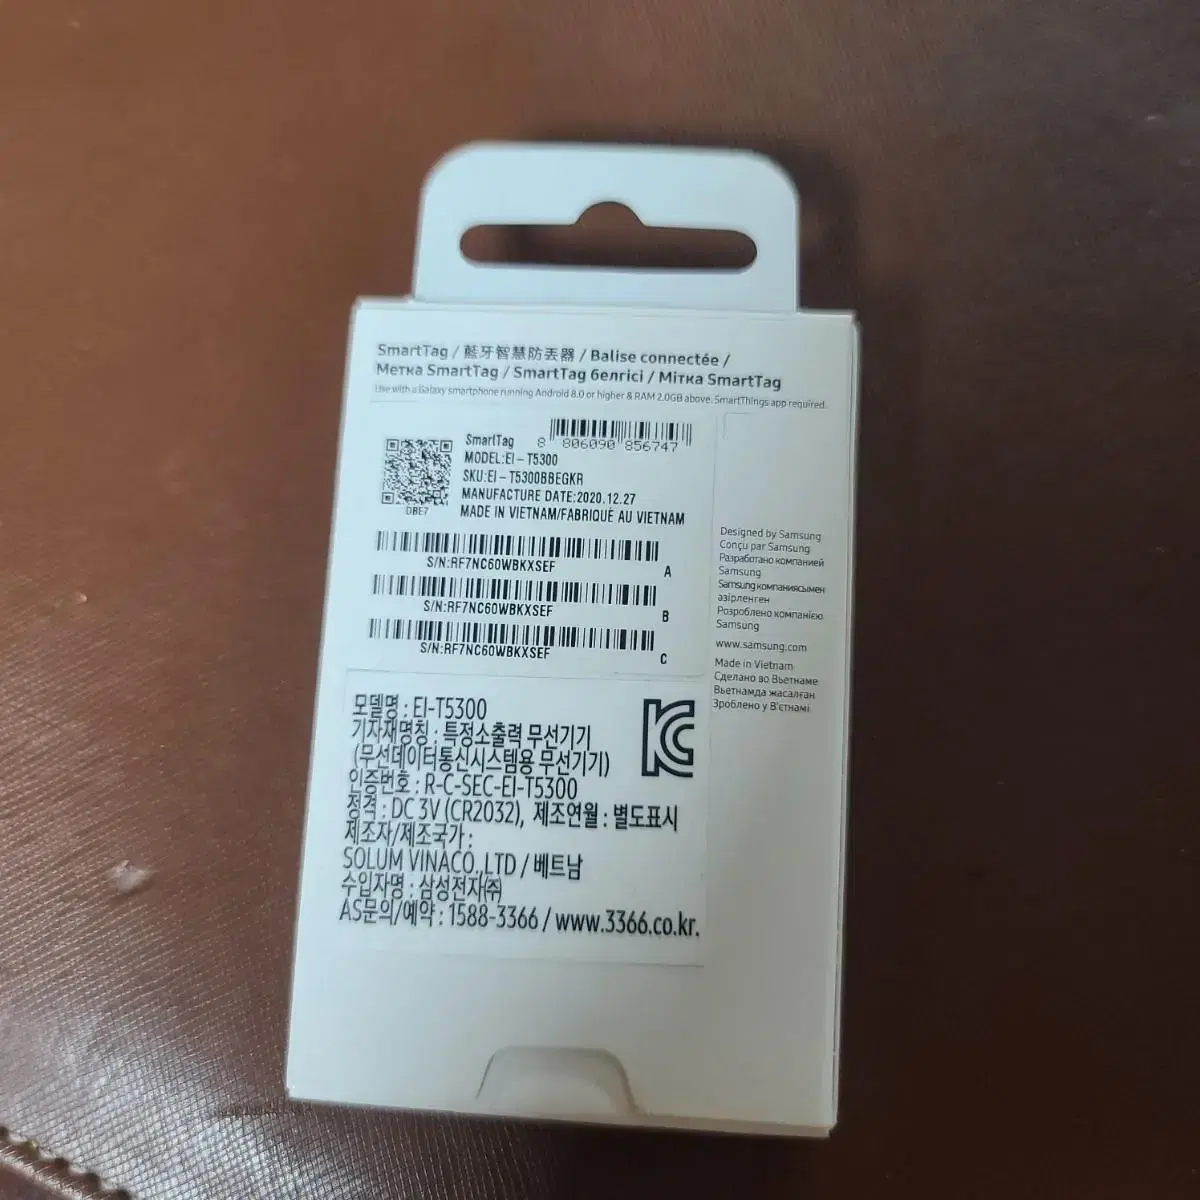 SmartTag / 藍牙智慧防丟器 / Balise connectée /
Метка SmartTag / SmartTag белгісі / Мітка SmartTag
Use with a Galaxy smartphone running Android 8.0 or higher & RAM 2.0GB above. SmartThings app required.
SmartTag
8 806090 856747
MODEL:EI-T5300
SKU:EI-T5300BBEGKR
MANUFACTURE DATE:2020.12.27
MADE IN VIETNAM/FABRIQUÉ AU VIETNAM
DBE7
S/N:RF7NC60WBKXSEF
A
S/N:RF7NC60WBKXSEF
B
S/N:RF7NC60WBKXSEF
C
Designed by Samsung
Conçu par Samsung
Разработано компанией
Samsung
Samsung компаниясымен
әзірленген
Розроблено компанією
Samsung
www.samsung.com
Made in Vietnam
Сделано во Вьетнаме
Вьетнамда жасалған
Зроблено у В'єтнамі
모델명 : EI-T5300
기자재명칭 : 특정소출력 무선기기
(무선데이터통신시스템용 무선기기)
인증번호 : R-C-SEC-EI-T5300
정격 : DC 3V (CR2032), 제조연월 : 별도표시
제조자/제조국가 :
SOLUM VINACO.,LTD / 베트남
수입자명 : 삼성전자㈜
AS문의/예약 : 1588-3366 / www.3366.co.kr.